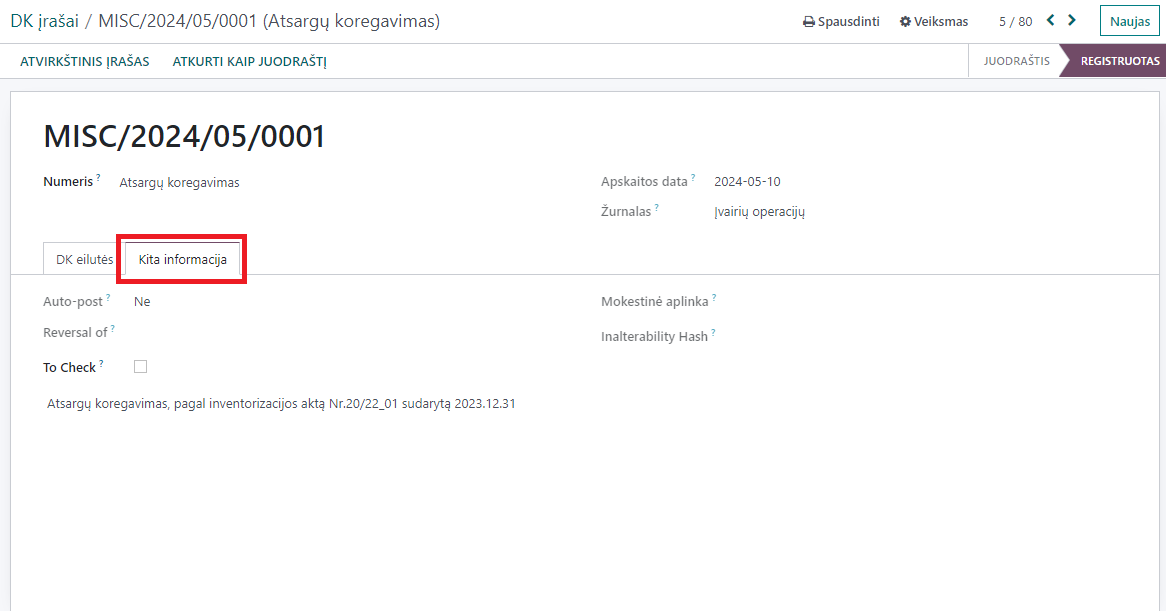 DK įrašai / MISC/2024/05/0001 (Atsargų koregavimas) Spausdinti Veiksmas 5 / 80 Naujas
ATVIRKŠTINIS ĮRAŠAS ATKURTI KAIP JUODRAŠTĮ JUODRAŠTIS REGISTRUOTAS
MISC/2024/05/0001
Numeris ? Atsargų koregavimas Apskaitos data ? 2024-05-10
Žurnalas ? Įvairių operacijų
DK eilutės Kita informacija
Auto-post ? Ne Mokestinė aplinka ?
Reversal of ?
Inalterability Hash ?
To Check ?
Atsargų koregavimas, pagal inventorizacijos aktą Nr.20/22_01 sudarytą 2023.12.31